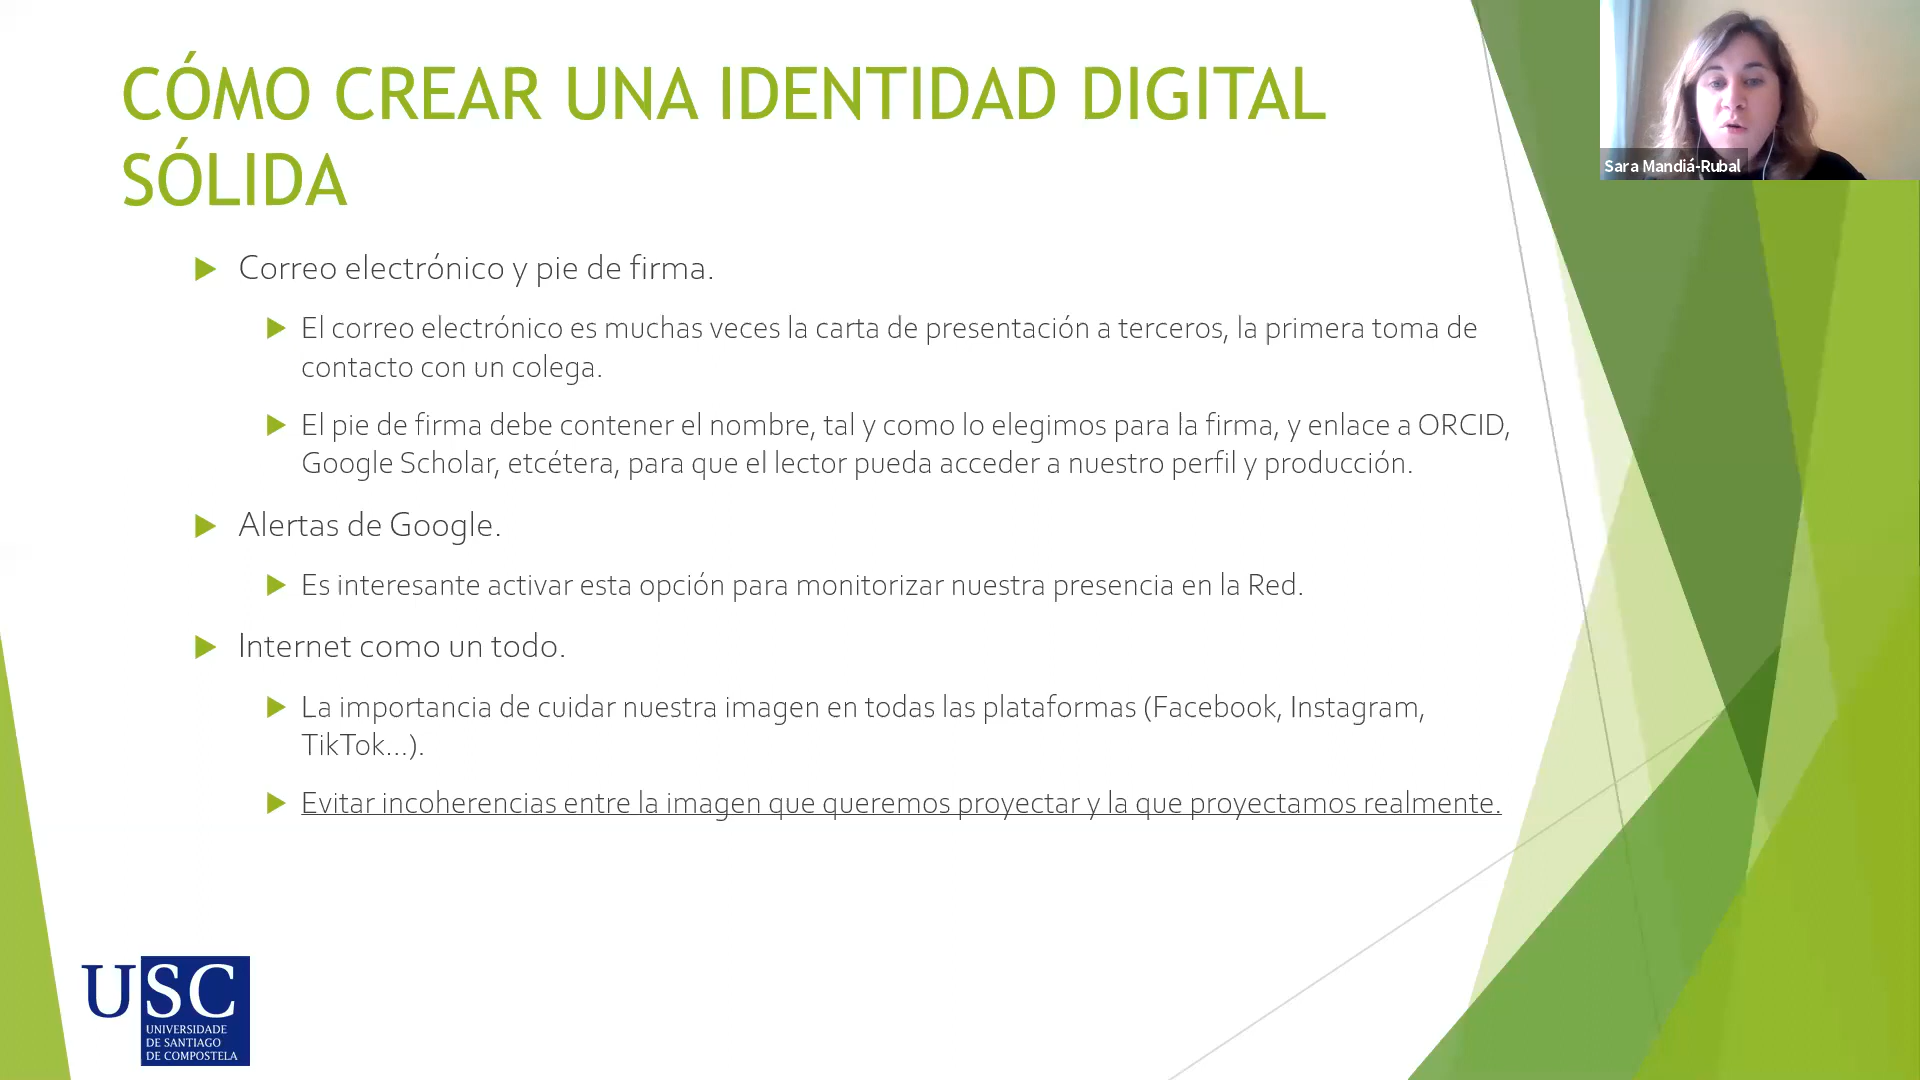 CÓMO CREAR UNA IDENTIDAD DIGITAL
SÓLIDA
Sara Mandiá-Rubal
Correo electrónico y pie de firma.
El correo electrónico es muchas veces la carta de presentación a terceros, la primera toma de
contacto con un colega.
El pie de firma debe contener el nombre, tal y como lo elegimos para la firma, y enlace a ORCID,
Google Scholar, etcétera, para que el lector pueda acceder a nuestro perfil y producción.
Alertas de Google.
Es interesante activar esta opción para monitorizar nuestra presencia en la Red.
Internet como un todo.
La importancia de cuidar nuestra imagen en todas las plataformas (Facebook, Instagram,
TikTok...).
Evitar incoherencias entre la imagen que queremos proyectar y la que proyectamos realmente.
USC
UNIVERSIDADE
DE SANTIAGO
DE COMPOSTELA